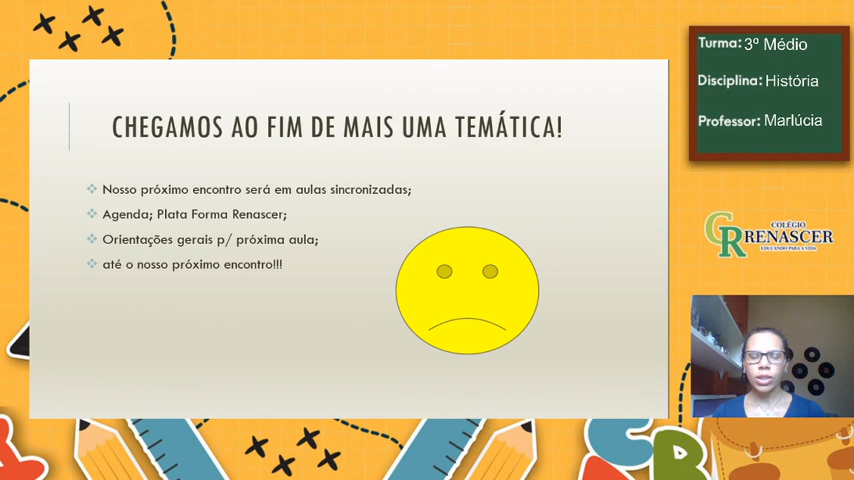 CHEGAMOS AO FIM DE MAIS UMA TEMÁTICA!
Nosso próximo encontro será em aulas sincronizadas;
Agenda; Plata Forma Renascer;
Orientações gerais p/ próxima aula;
até o nosso próximo encontro!!!
Turma: 3º Médio
Disciplina: História
Professor: Marlúcia
COLÉGIO
CR RENASCER
EDUCANDO PARA A VIDA